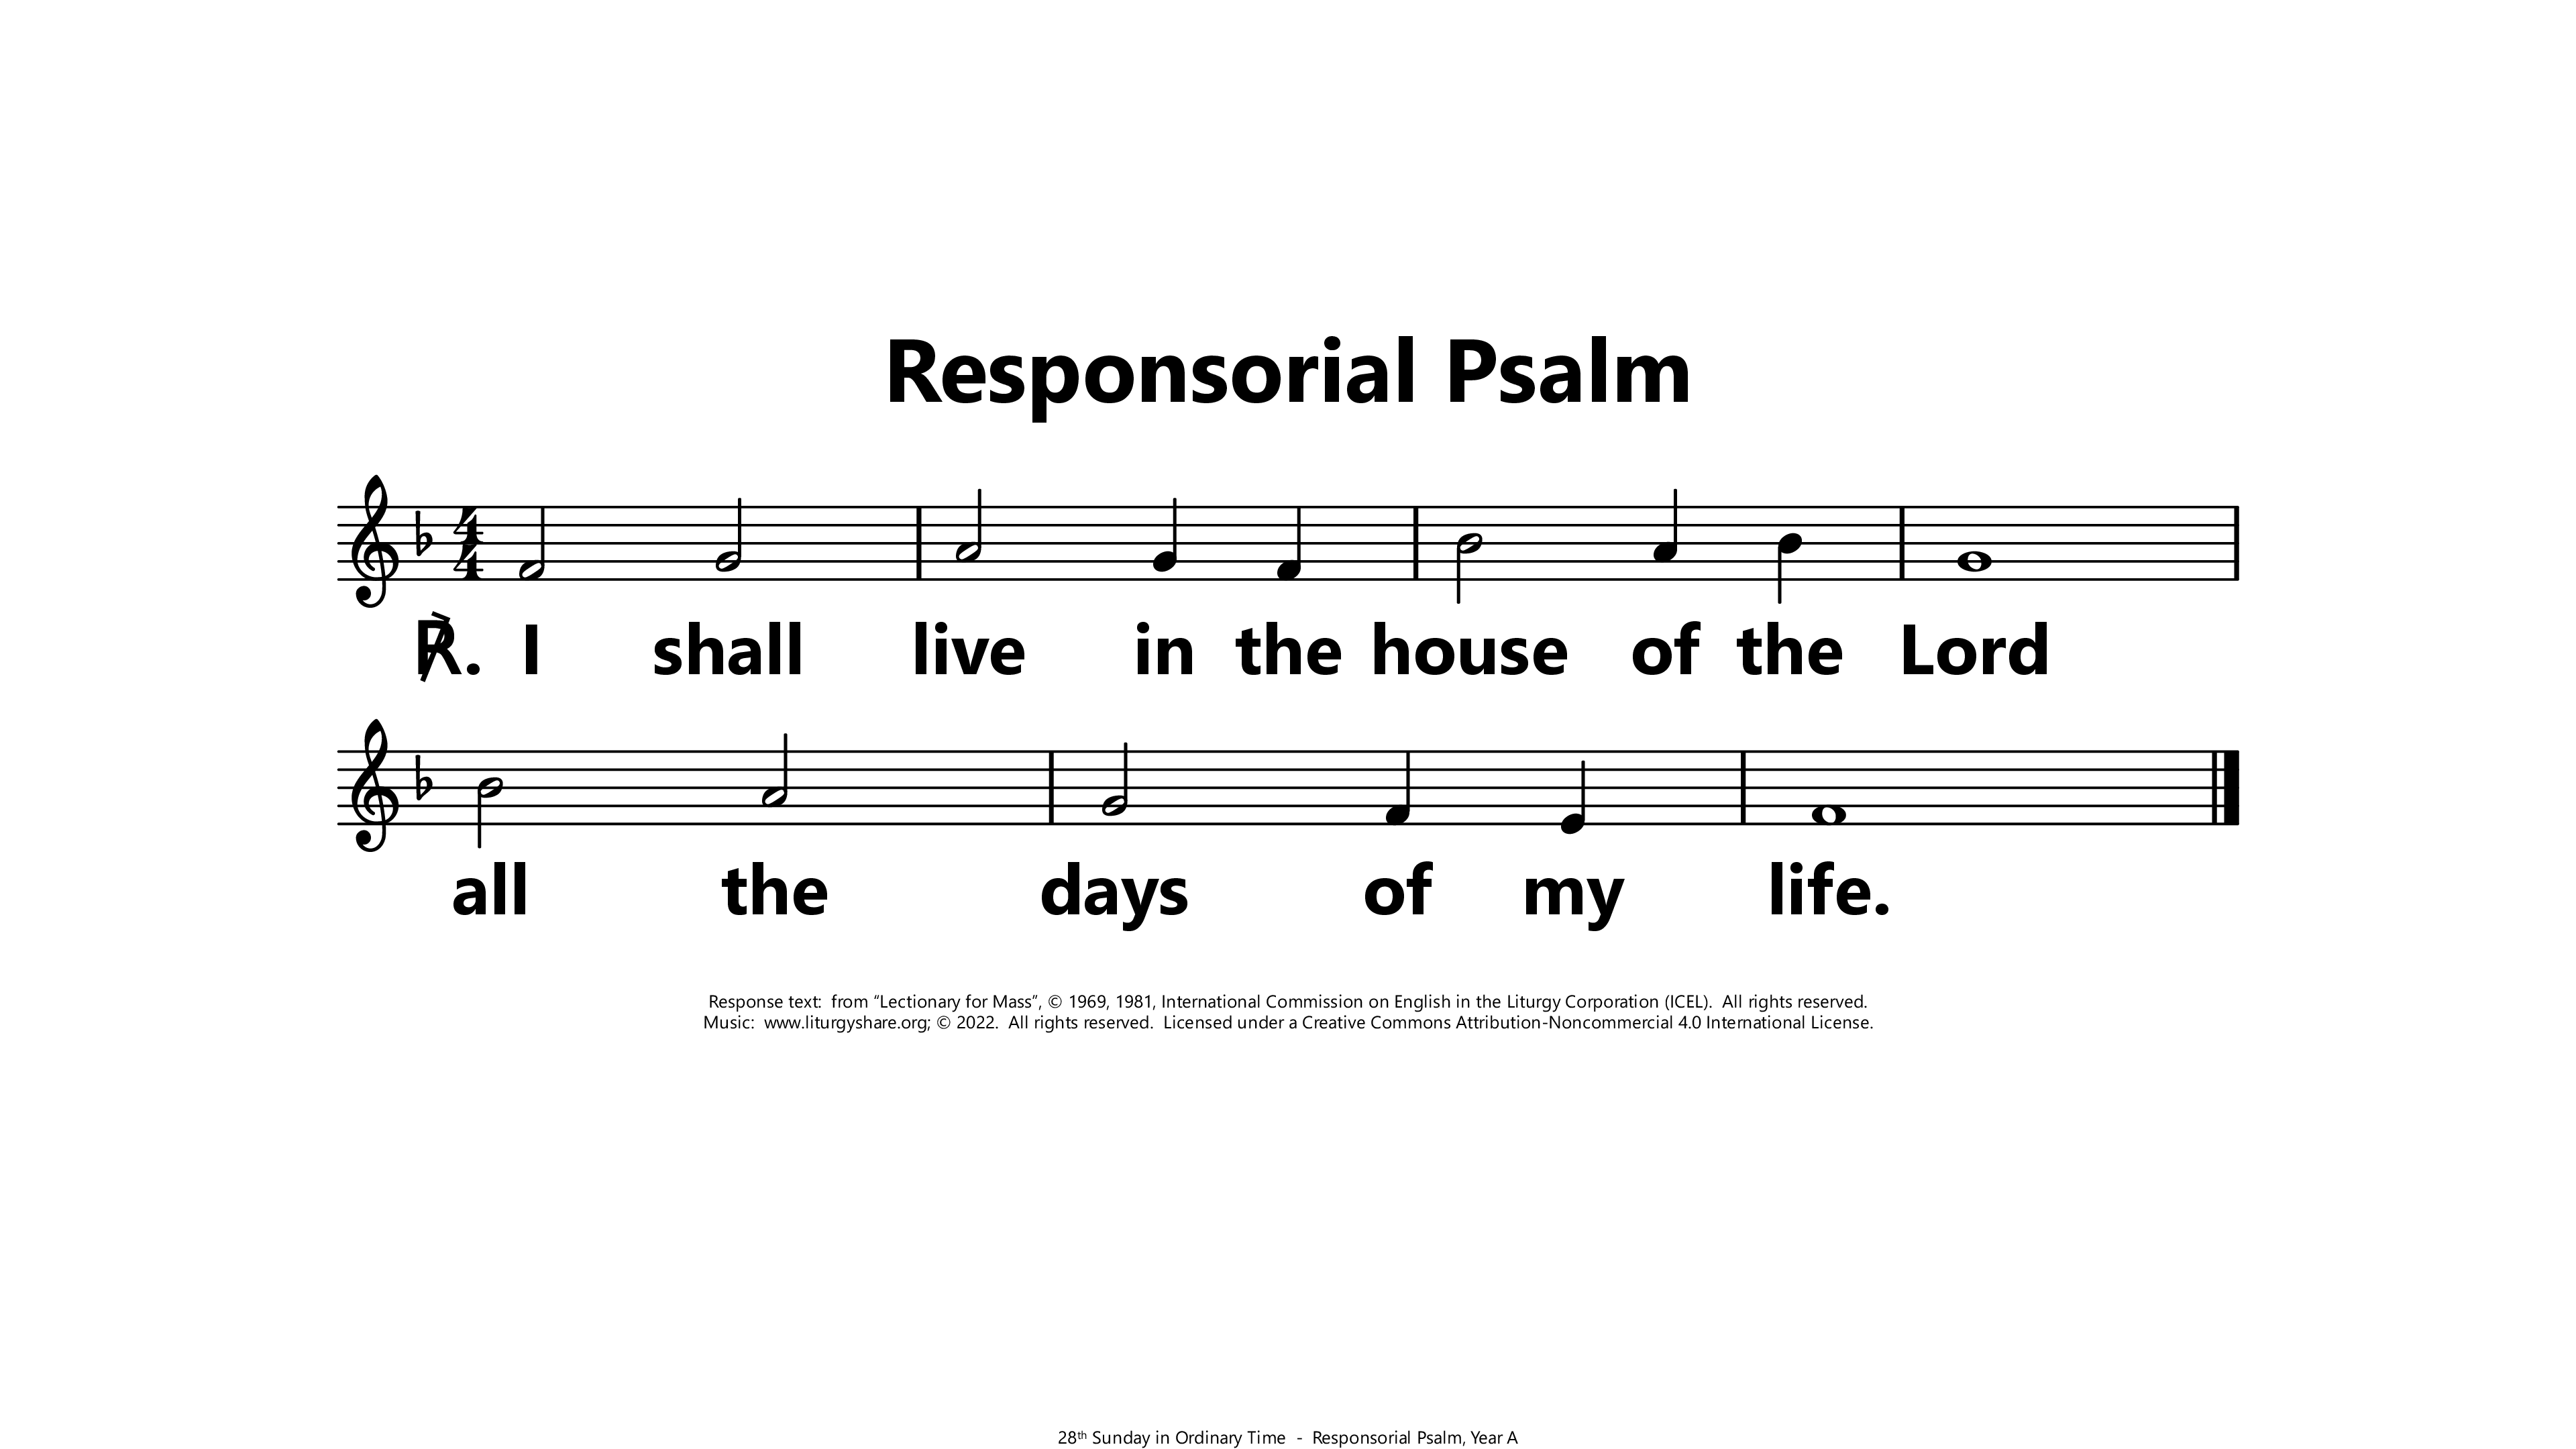 Responsorial Psalm
℟. I shall live in the house of the Lord
all the days of my life.
Response text:  from “Lectionary for Mass”, © 1969, 1981, International Commission on English in the Liturgy Corporation (ICEL).  All rights reserved.
Music:  www.liturgyshare.org; © 2022.  All rights reserved.  Licensed under a Creative Commons Attribution-Noncommercial 4.0 International License.
28th Sunday in Ordinary Time  -  Responsorial Psalm, Year A